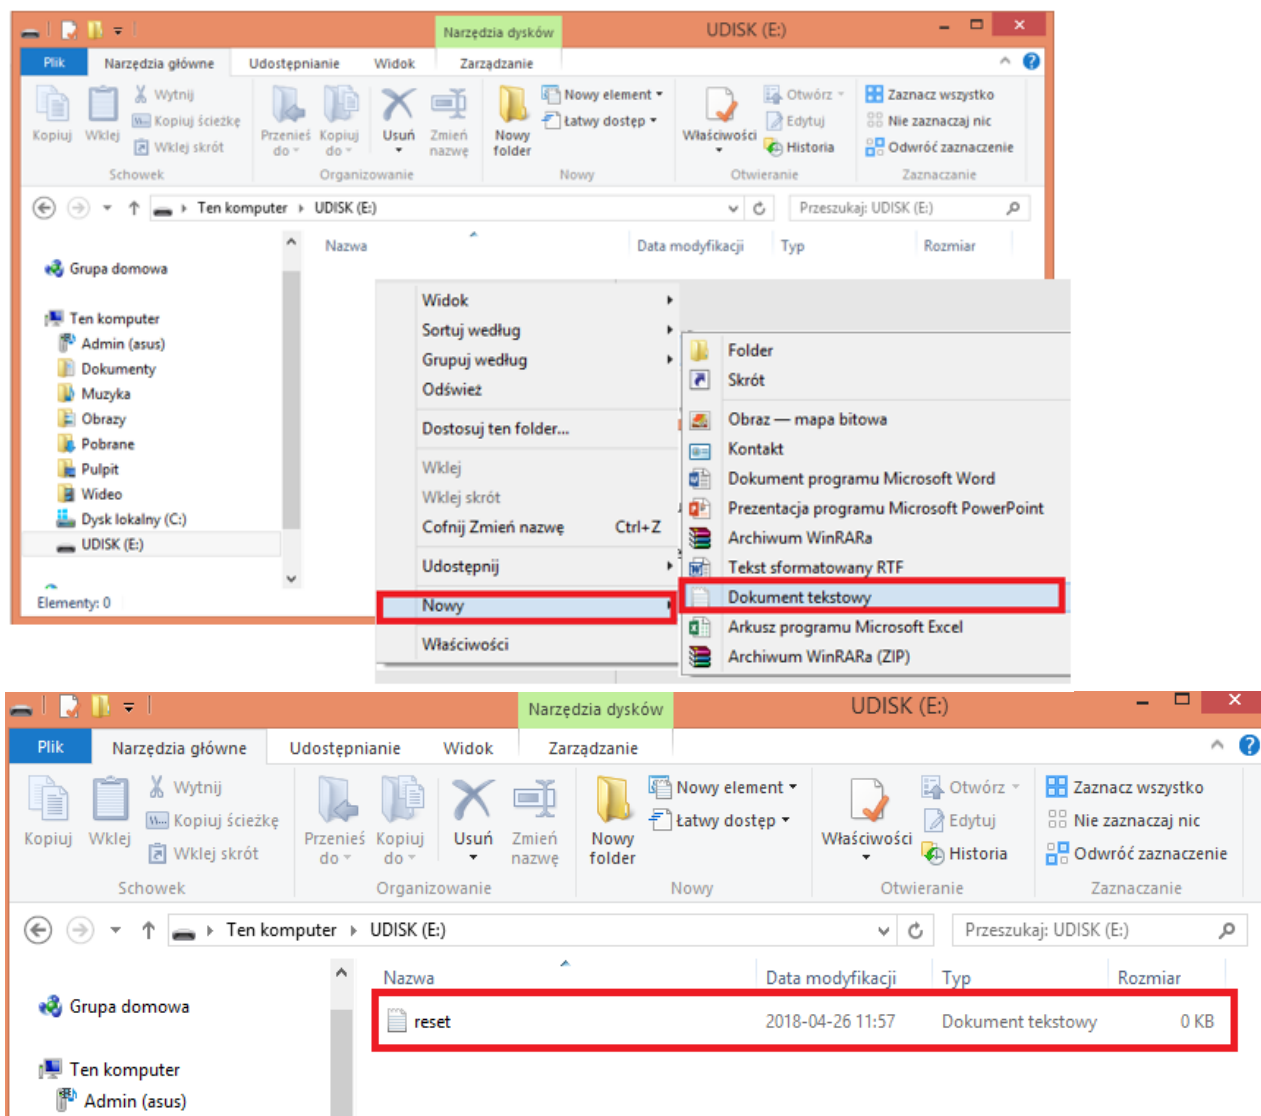 Narzędzia dysków
UDISK (E:)
Plik
Narzędzia główne
Udostępnianie
Widok
Zarządzanie
Kopiuj
Wklej
Wytnij
Kopiuj ścieżkę
Wklej skrót
Schowek
Przenieś do
Kopiuj do
Usuń
Zmień nazwę
Organizowanie
Nowy folder
Nowy element
Łatwy dostęp
Nowy
Właściwości
Otwórz
Edytuj
Historia
Otwieranie
Zaznacz wszystko
Nie zaznaczaj nic
Odwróć zaznaczenie
Zaznaczanie
Ten komputer
UDISK (E:)
Przeszukaj: UDISK (E:)
Nazwa
Data modyfikacji
Typ
Rozmiar
Grupa domowa
Ten komputer
Admin (asus)
Dokumenty
Muzyka
Obrazy
Pobrane
Pulpit
Wideo
Dysk lokalny (C:)
UDISK (E:)
Elementy: 0
Widok
Sortuj według
Grupuj według
Odśwież
Dostosuj ten folder...
Wklej
Wklej skrót
Cofnij Zmień nazwę Ctrl+Z
Udostępnij
Nowy
Właściwości
Folder
Skrót
Obraz — mapa bitowa
Kontakt
Dokument programu Microsoft Word
Prezentacja programu Microsoft PowerPoint
Archiwum WinRARa
Tekst sformatowany RTF
Dokument tekstowy
Arkusz programu Microsoft Excel
Archiwum WinRARa (ZIP)
Narzędzia dysków
UDISK (E:)
Plik
Narzędzia główne
Udostępnianie
Widok
Zarządzanie
Kopiuj
Wklej
Wytnij
Kopiuj ścieżkę
Wklej skrót
Schowek
Przenieś do
Kopiuj do
Usuń
Zmień nazwę
Organizowanie
Nowy folder
Nowy element
Łatwy dostęp
Nowy
Właściwości
Otwórz
Edytuj
Historia
Otwieranie
Zaznacz wszystko
Nie zaznaczaj nic
Odwróć zaznaczenie
Zaznaczanie
Ten komputer
UDISK (E:)
Przeszukaj: UDISK (E:)
Nazwa
Data modyfikacji
Typ
Rozmiar
reset
2018-04-26 11:57
Dokument tekstowy
0 KB
Grupa domowa
Ten komputer
Admin (asus)